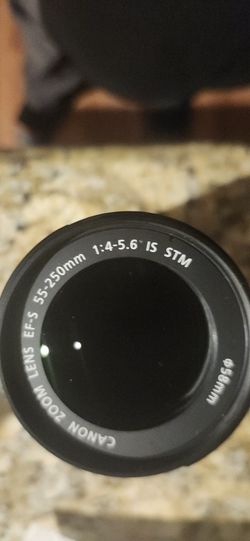 CANON ZOOM LENS EF-S 55-250mm 1:4-5.6 IS STM
φ58mm